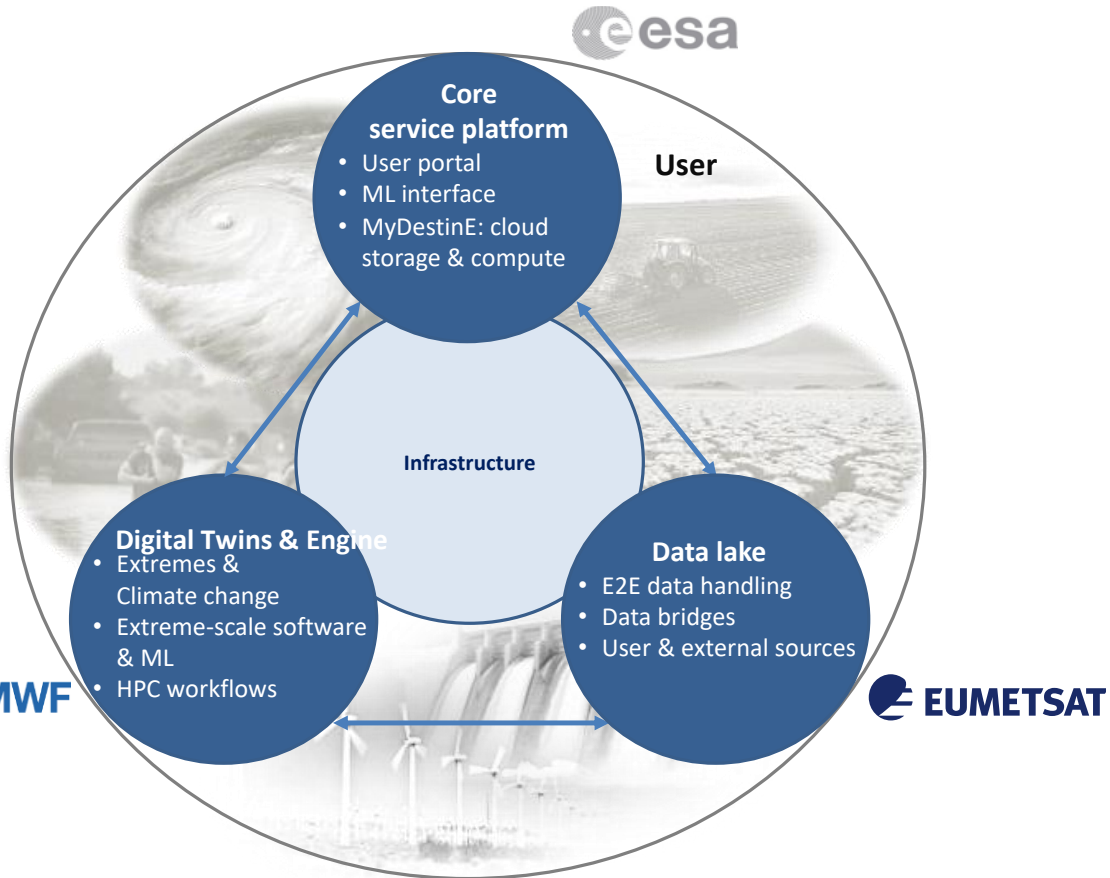 esa
Core
service platform
• User portal
• ML interface
• MyDestinE: cloud
storage & compute
User
Infrastructure
Digital Twins & Engine
• Extremes &
Climate change
• Extreme-scale software
& ML
• HPC workflows
Data lake
• E2E data handling
• Data bridges
• User & external sources
MWF
EUMETSAT